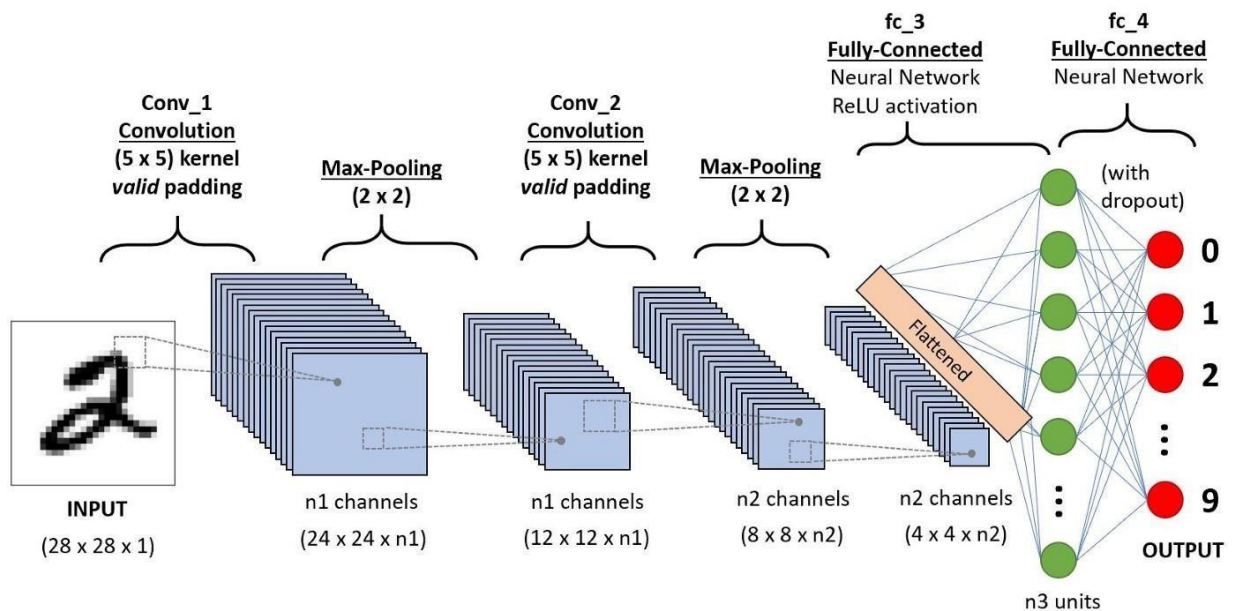 Conv_1
Convolution
(5 x 5) kernel
valid padding
Max-Pooling
(2 x 2)
Conv_2
Convolution
(5 x 5) kernel
valid padding
Max-Pooling
(2 x 2)
fc_3
Fully-Connected
Neural Network
ReLU activation
fc_4
Fully-Connected
Neural Network
(with
dropout)
Flattened
0
1
2
9
2
INPUT
(28 x 28 x 1)
n1 channels
(24 x 24 x n1)
n1 channels
(12 x 12 x n1)
n2 channels
(8 x 8 x n2)
n2 channels
(4 x 4 x n2)
n3 units
OUTPUT